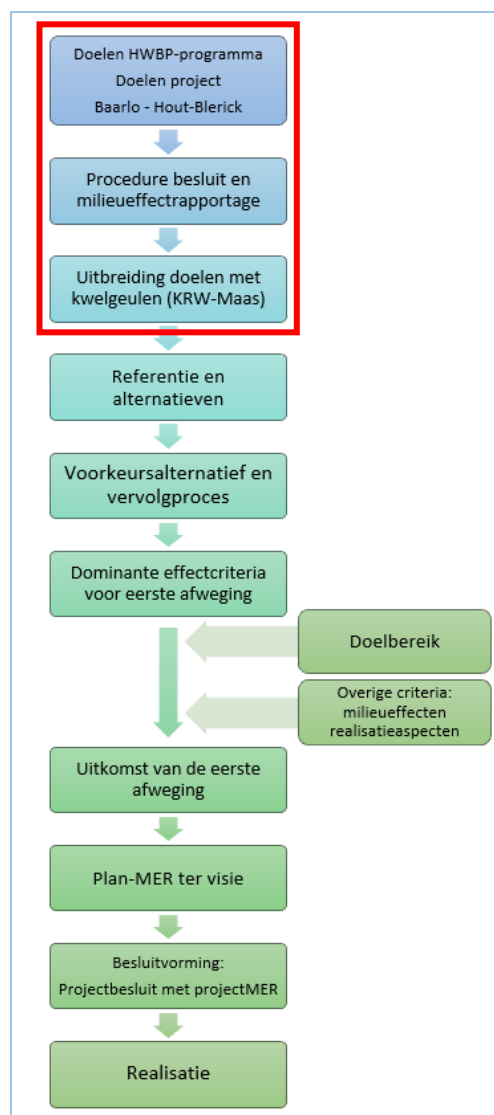 Doelen HWBP-programma
Doelen project
Baarlo - Hout-Blerick
Procedure besluit en
milieueffectrapportage
Uitbreiding doelen met
kwelgeulen (KRW-Maas)
Referentie en
alternatieven
Voorkeursalternatief en
vervolgproces
Dominante effectcriteria
voor eerste afweging
Doelbereik
Overige criteria:
milieueffecten
realisatieaspecten
Uitkomst van de eerste
afweging
Plan-MER ter visie
Besluitvorming:
Projectbesluit met projectMER
Realisatie